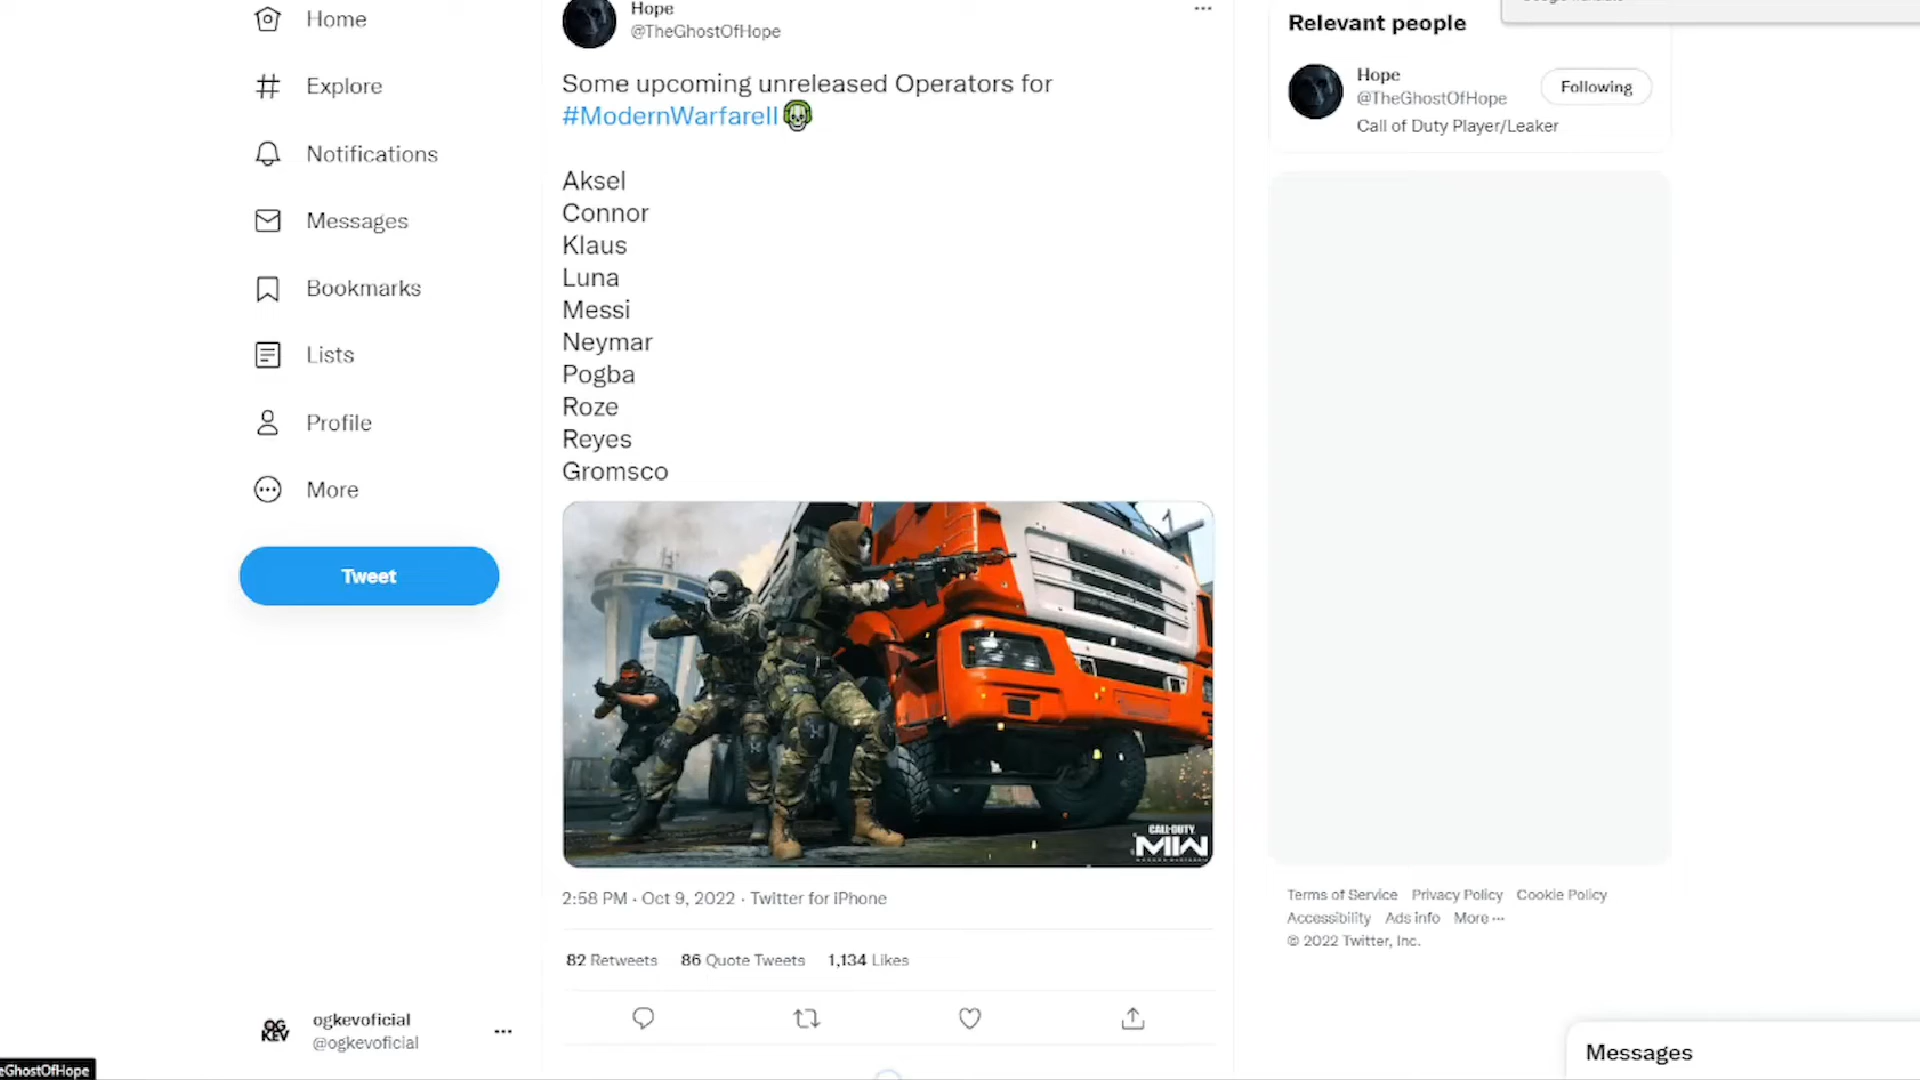 Home
Explore
Notifications
Messages
Bookmarks
Lists
Profile
More
Tweet
ogkevoficial
@ogkevoficial
OG
KEV
eGhostOfHope
Hope
@TheGhostOfHope
Some upcoming unreleased Operators for
#ModernWarfareII
Aksel
Connor
Klaus
Luna
Messi
Neymar
Pogba
Roze
Reyes
Gromsco
CALL OF DUTY
MW
2:58 PM · Oct 9, 2022 · Twitter for iPhone
82 Retweets 86 Quote Tweets 1,134 Likes
Relevant people
Hope
@TheGhostOfHope
Following
Call of Duty Player/Leaker
Terms of Service Privacy Policy Cookie Policy
Accessibility Ads info More ···
© 2022 Twitter, Inc.
Messages